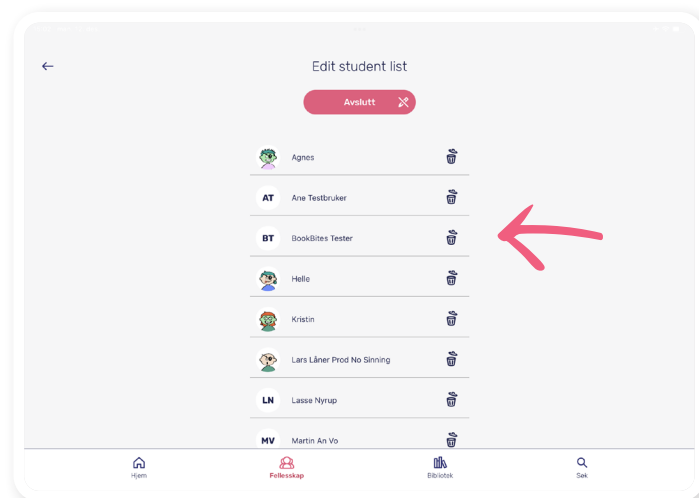 Edit student list
Avslutt
Agnes
AT Ane Testbruker
BT BookBites Tester
Helle
Kristin
Lars Låner Prod No Sinning
LN Lasse Nyrup
MV Martin An Vo
Hjem Fellesskap Bibliotek Søk